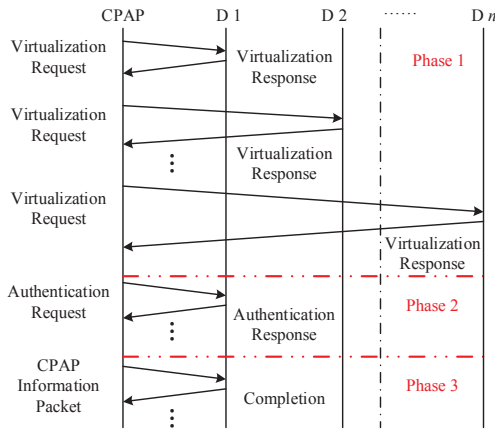 CPAP D 1 D 2 ······ D n
Virtualization
Request
Virtualization
Response
Phase 1
Virtualization
Request
Virtualization
Response
Virtualization
Request
Virtualization
Response
Authentication
Request
Authentication
Response
Phase 2
CPAP
Information
Packet
Completion
Phase 3